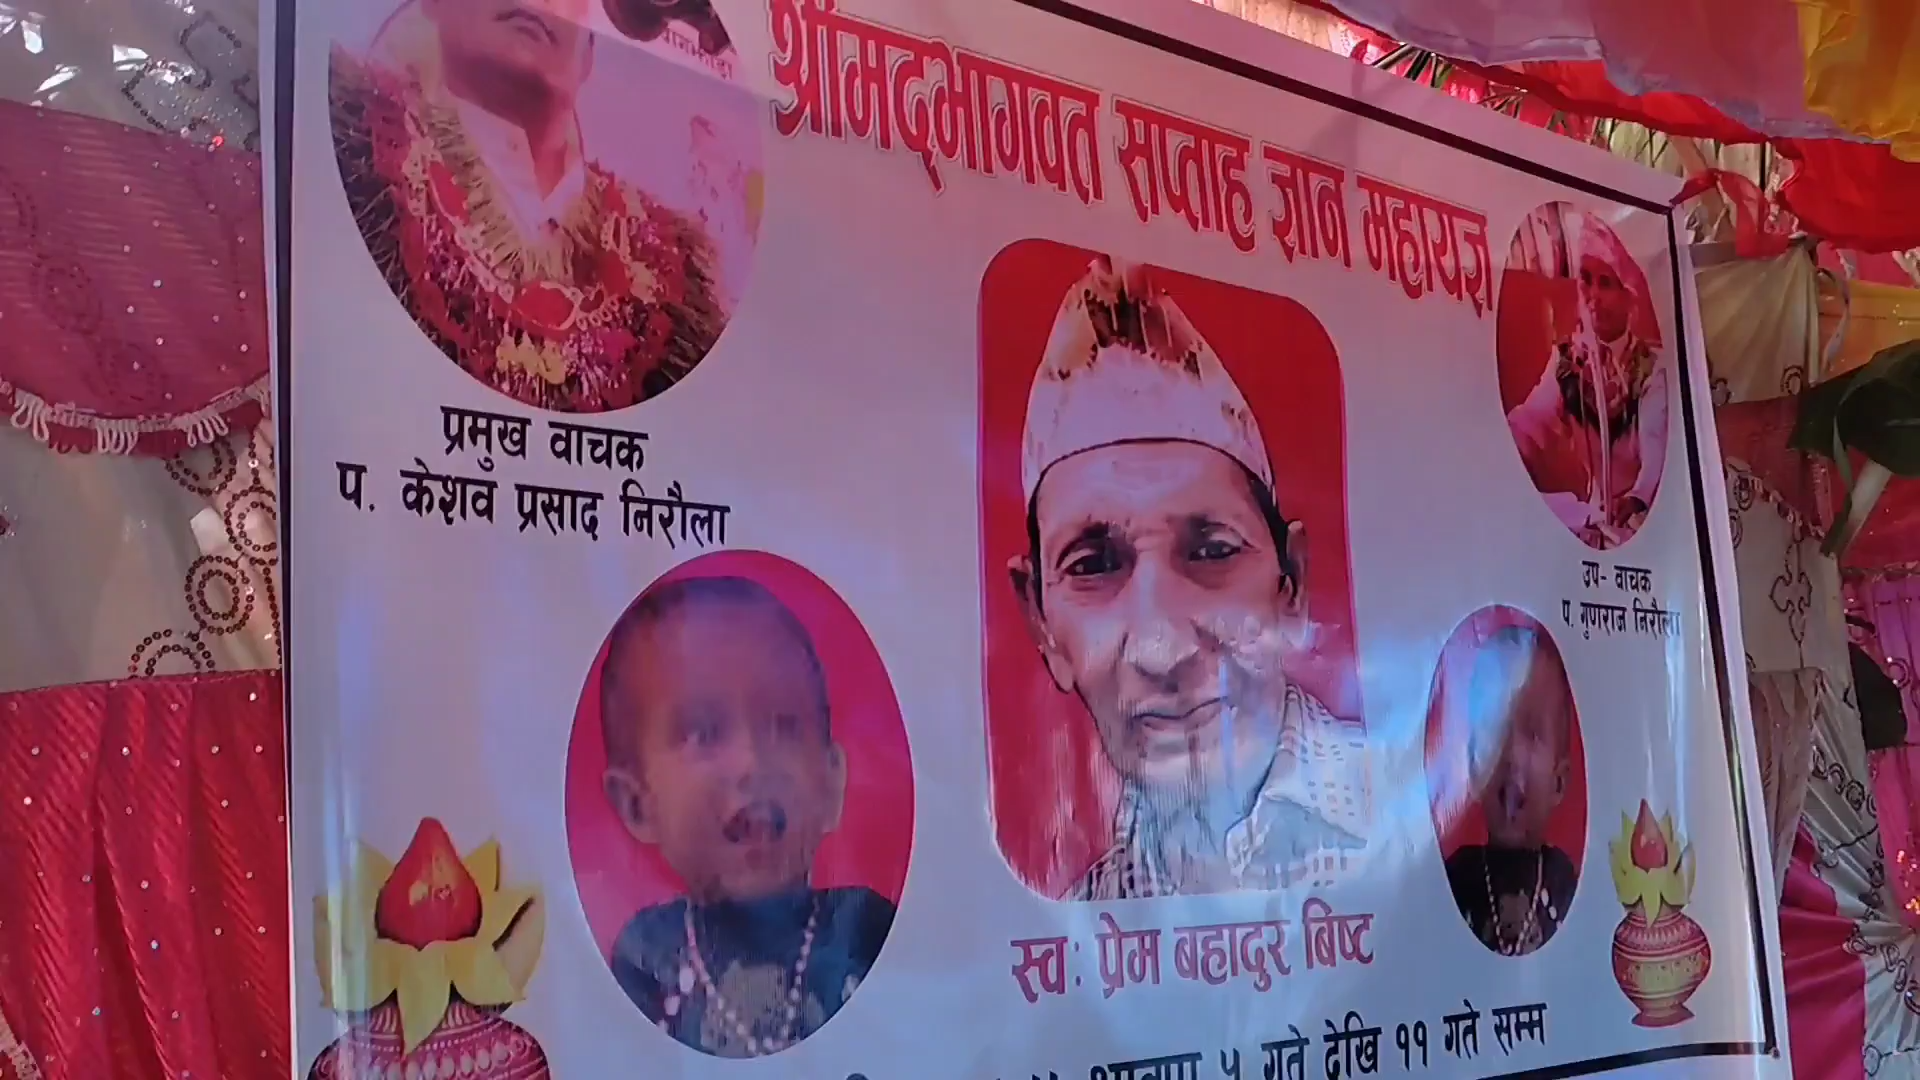 श्रीमद्भागवत सप्ताह ज्ञान महायज्ञ
प्रमुख वाचक
प. केशव प्रसाद निरौला
उप- वाचक
प. गुणराज निरौला
स्व: प्रेम बहादुर बिष्ट
५ गते देखि ११ गते सम्म